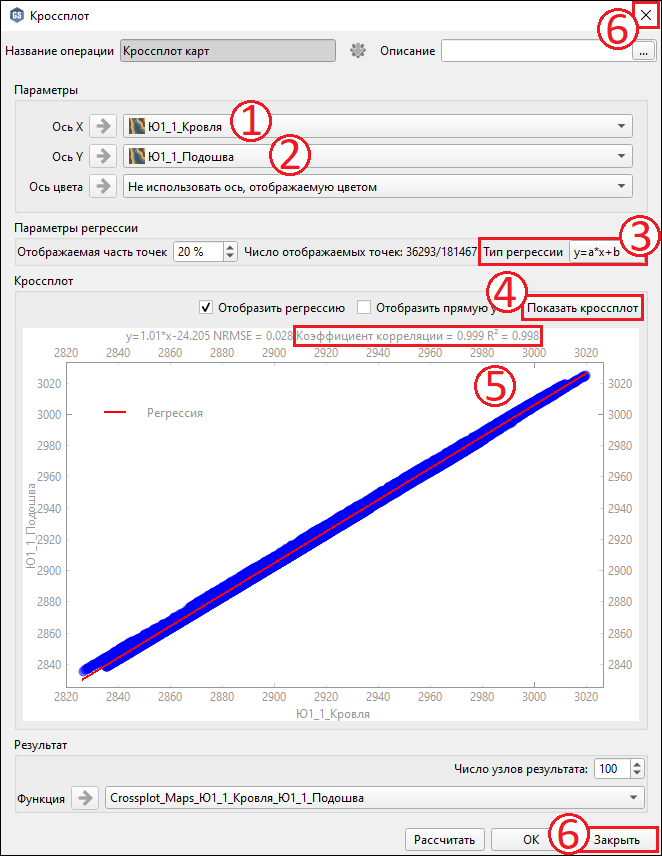 GS Кроссплот
6
Название операции Кроссплот карт Описание ...
Параметры
Ось X Ю1_1_Кровля 1
Ось Y Ю1_1_Подошва 2
Ось цвета Не использовать ось, отображаемую цветом
Параметры регрессии 3
Отображаемая часть точек 20 % Число отображаемых точек: 36293/181467 Тип регрессии y=a*x+b
Кроссплот 4
Отобразить регрессию Отобразить прямую y Показать кроссплот
y=1.01*x-24.205 NRMSE = 0.028 Коэффициент корреляции = 0.999 R² = 0.998
2820 2840 2860 2880 2900 2920 2940 2960 2980 3000 3020
5
Регрессия
3020 3020
3000 3000
2980 2980
2960 2960
2940 2940
2920 2920
2900 2900
2880 2880
2860 2860
2840 2840
Ю1_1_Подошва
2820 2840 2860 2880 2900 2920 2940 2960 2980 3000 3020
Ю1_1_Кровля
Результат
Число узлов результата: 100
Функция Crossplot_Maps_Ю1_1_Кровля_Ю1_1_Подошва
Рассчитать OK 6 Закрыть